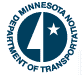 MINNESOTA
DEPARTMENT OF TRANSPORTATION